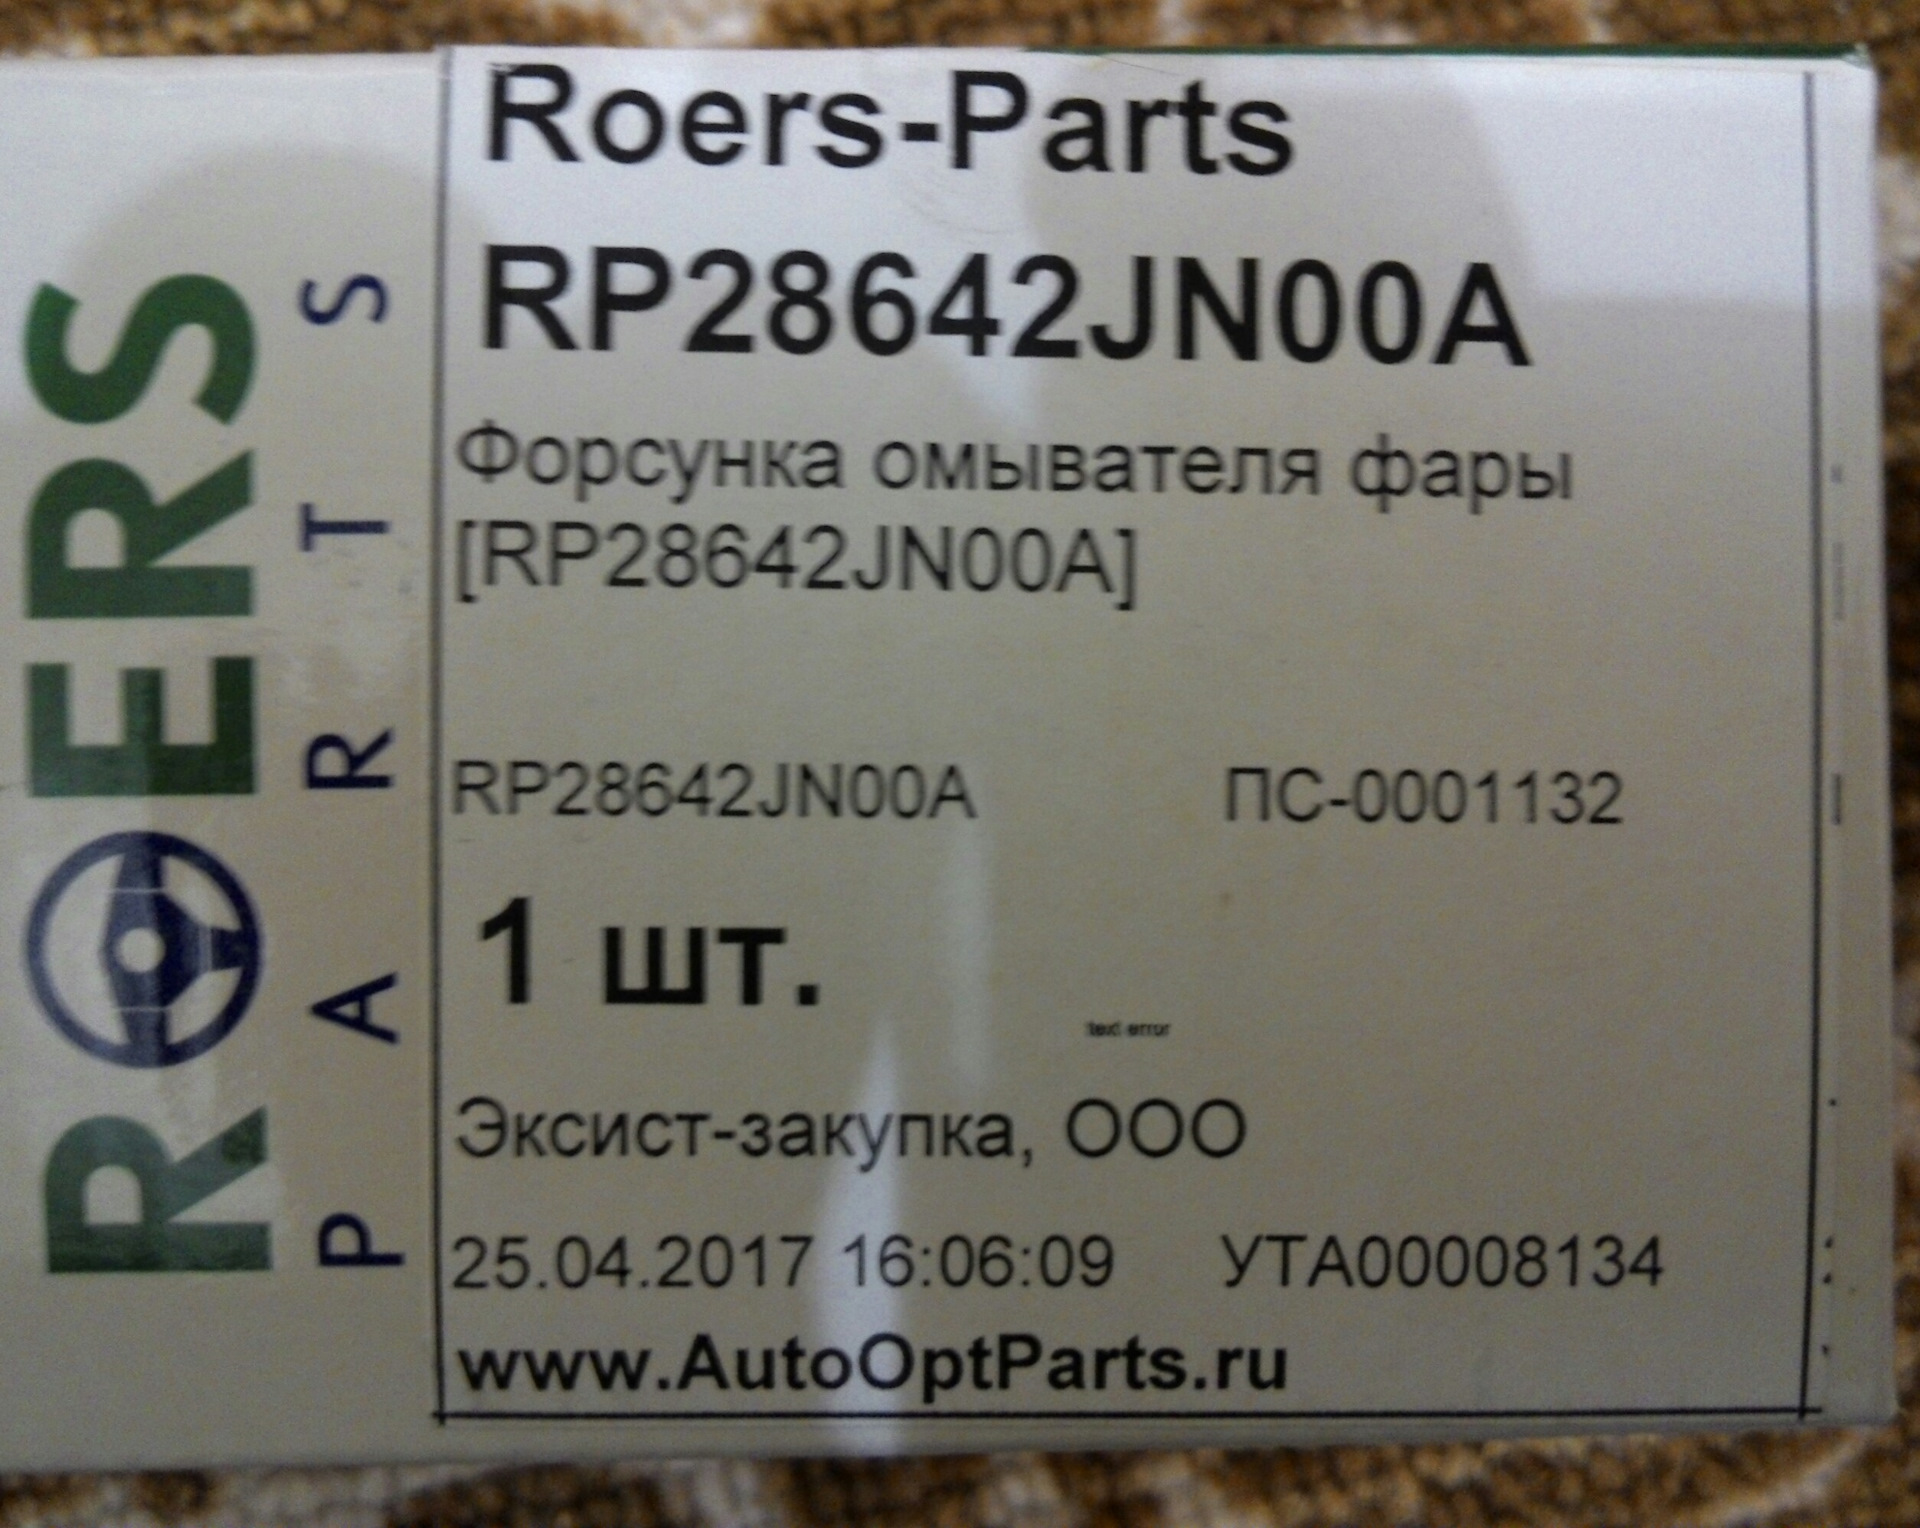 ROERS
PARTS
Roers-Parts
RP28642JN00A
Форсунка омывателя фары
[RP28642JN00A]
RP28642JN00A ПС-0001132
1 шт.
text error
Эксист-закупка, ООО
25.04.2017 16:06:09 УТА00008134
www.AutoOptParts.ru